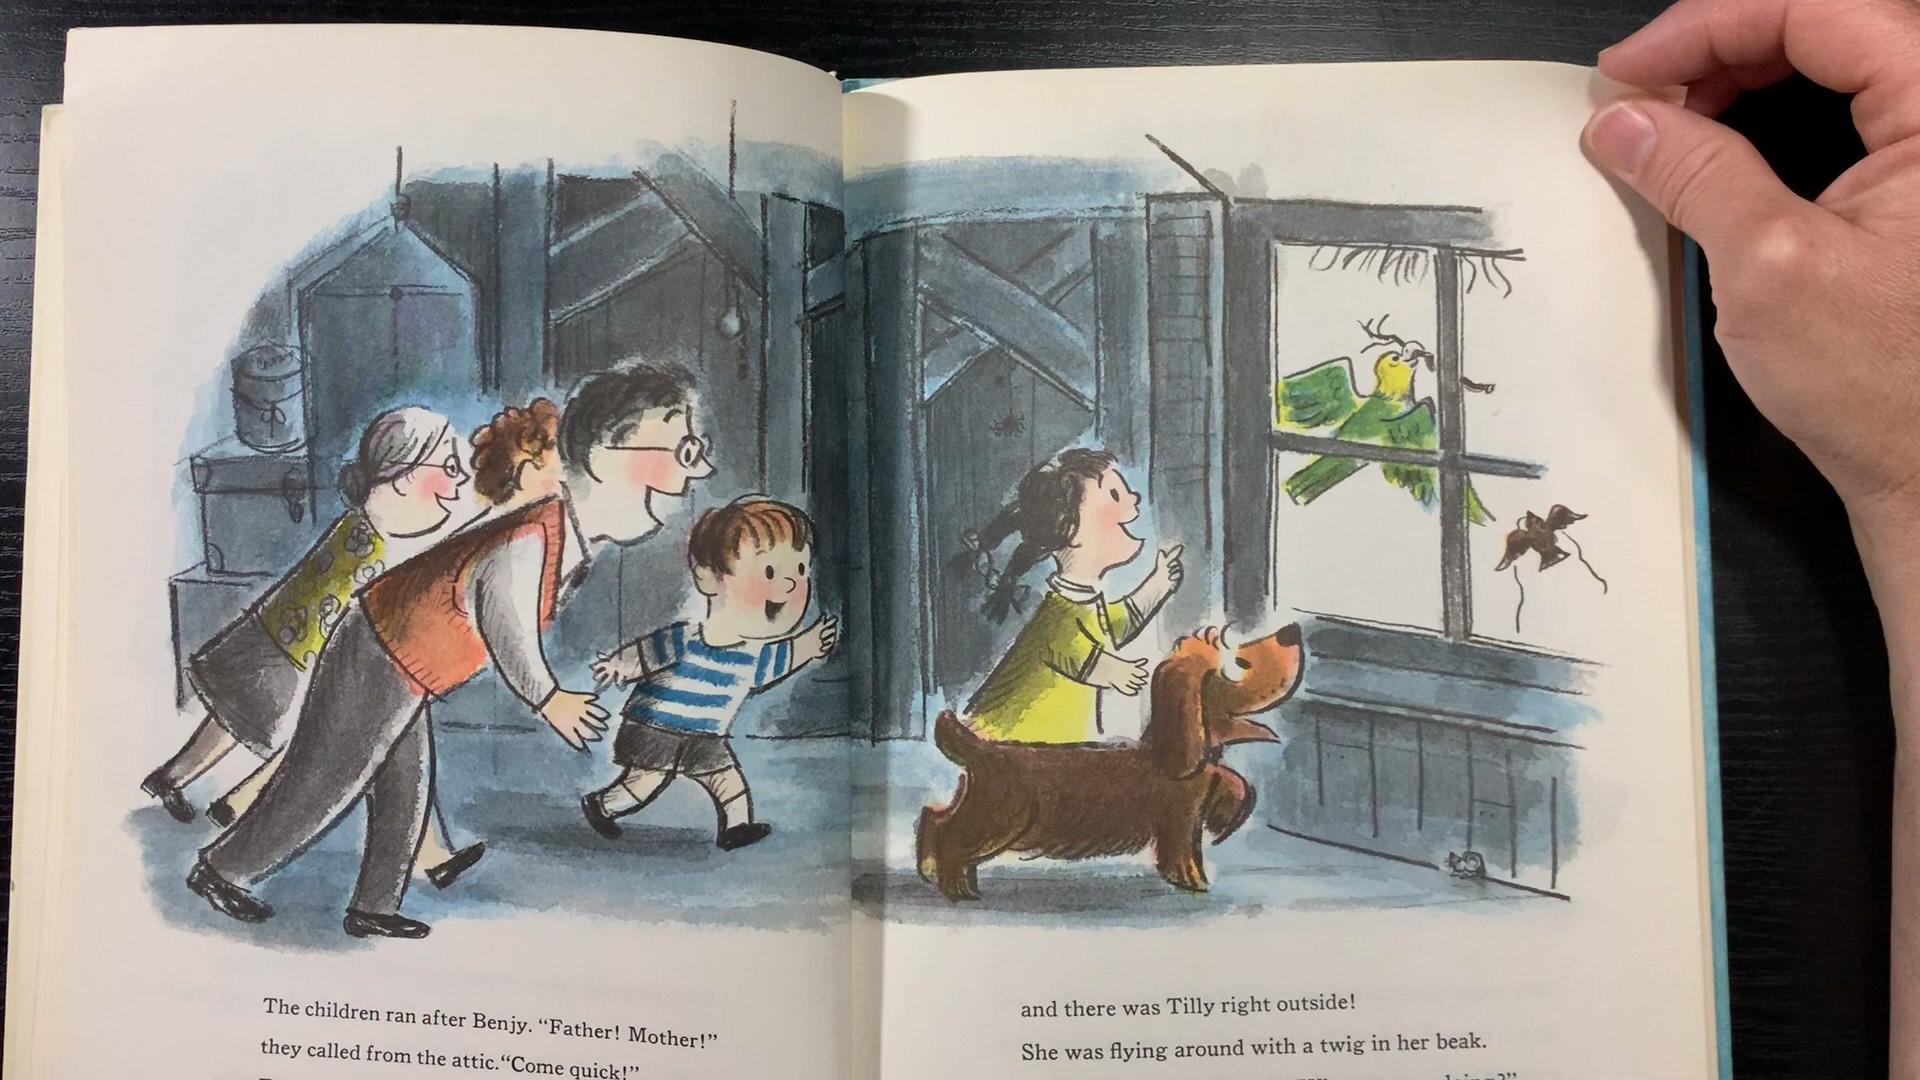 The children ran after Benjy. “Father! Mother!”
they called from the attic.“Come quick!”
and there was Tilly right outside!
She was flying around with a twig in her beak.